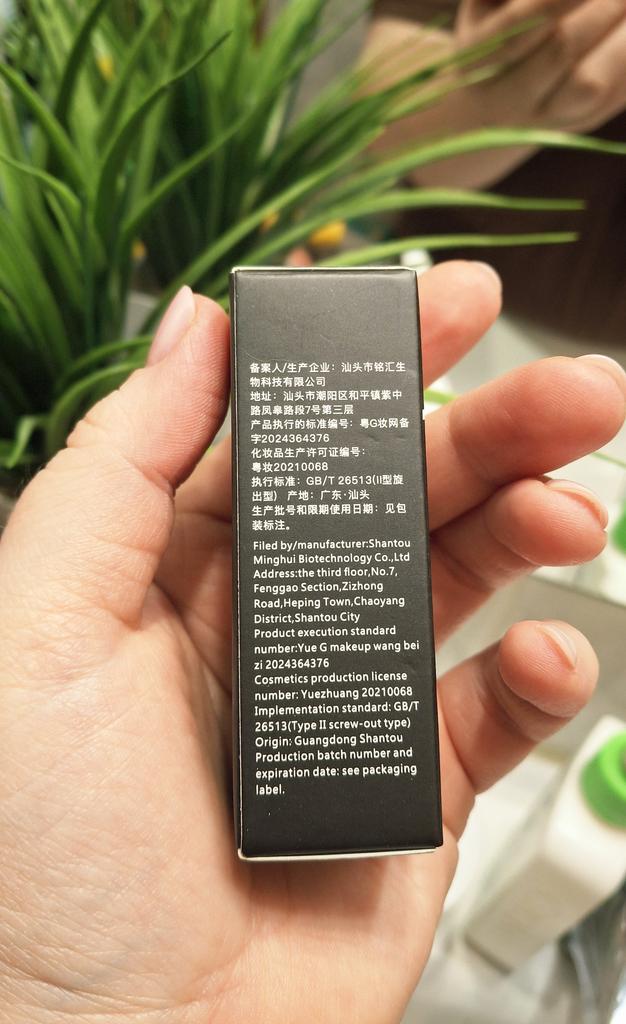 备案人/生产企业：汕头市铭汇生
物科技有限公司
地址：汕头市潮阳区和平镇紫中
路凤皋路段7号第三层
产品执行的标准编号：粤G妆网备
字2024364376
化妆品生产许可证编号：
粤妆20210068
执行标准：GB/T 26513(II型旋
出型) 产地：广东·汕头
生产批号和限期使用日期：见包
装标注。
Filed by/manufacturer:Shantou
Minghui Biotechnology Co.,Ltd
Address:the third floor,No.7,
Fenggao Section,Zizhong
Road,Heping Town,Chaoyang
District,Shantou City
Product execution standard
number:Yue G makeup wang bei
zi 2024364376
Cosmetics production license
number: Yuezhuang 20210068
Implementation standard: GB/T
26513(Type II screw-out type)
Origin: Guangdong Shantou
Production batch number and
expiration date: see packaging
label.